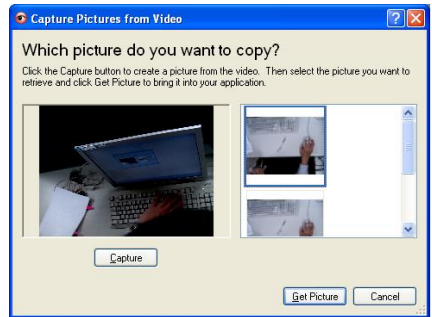 Capture Pictures from Video
Which picture do you want to copy?
Click the Capture button to create a picture from the video. Then select the picture you want to
retrieve and click Get Picture to bring it into your application.
Capture
Get Picture
Cancel